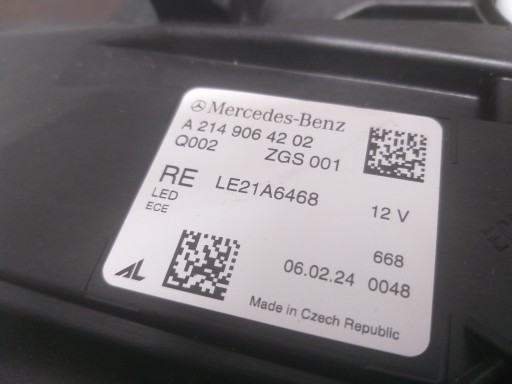 Mercedes-Benz
A 214 906 42 02
Q002 ZGS 001
RE LE21A6468 12 V
LED
ECE
668
06.02.24 0048
AL
Made in Czech Republic